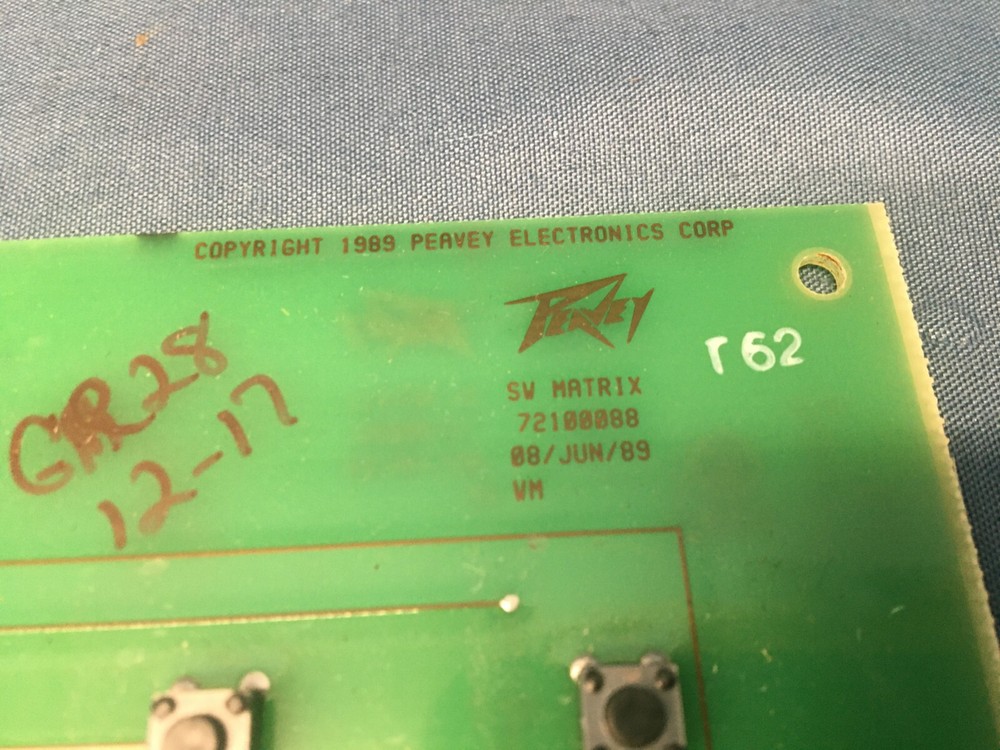 COPYRIGHT 1989 PEAVEY ELECTRONICS CORP
PEAVEY
SW MATRIX
72100088
08/JUN/89
VM
T62
GR28
12-17